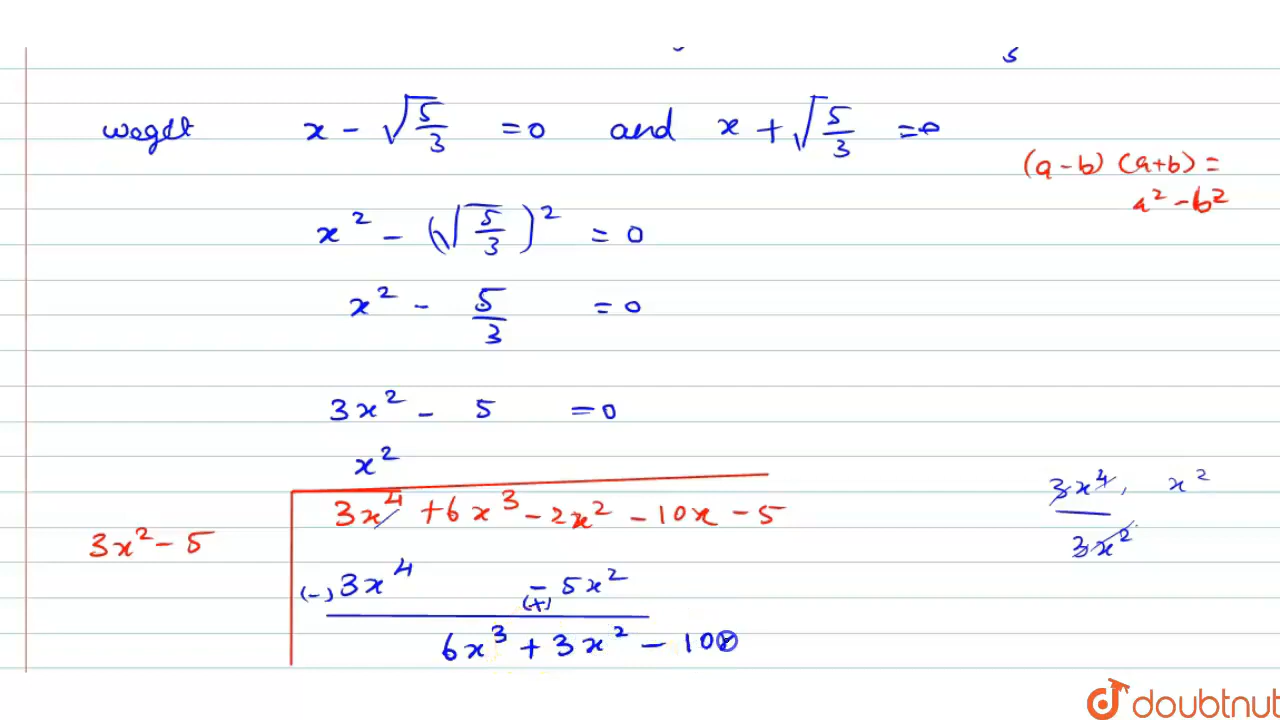 weget x - √5/3 = 0 and x + √5/3 = 0
(a - b) (a + b) =
a² - b²
x² - (√5/3)² = 0
x² - 5/3 = 0
3x² - 5 = 0
x²
3x² - 5 3x⁴ + 6x³ - 2x² - 10x - 5
3x⁴, x²
3x²
(-) 3x⁴ - 5x²
(+)
6x³ + 3x² - 10x
doubtnut